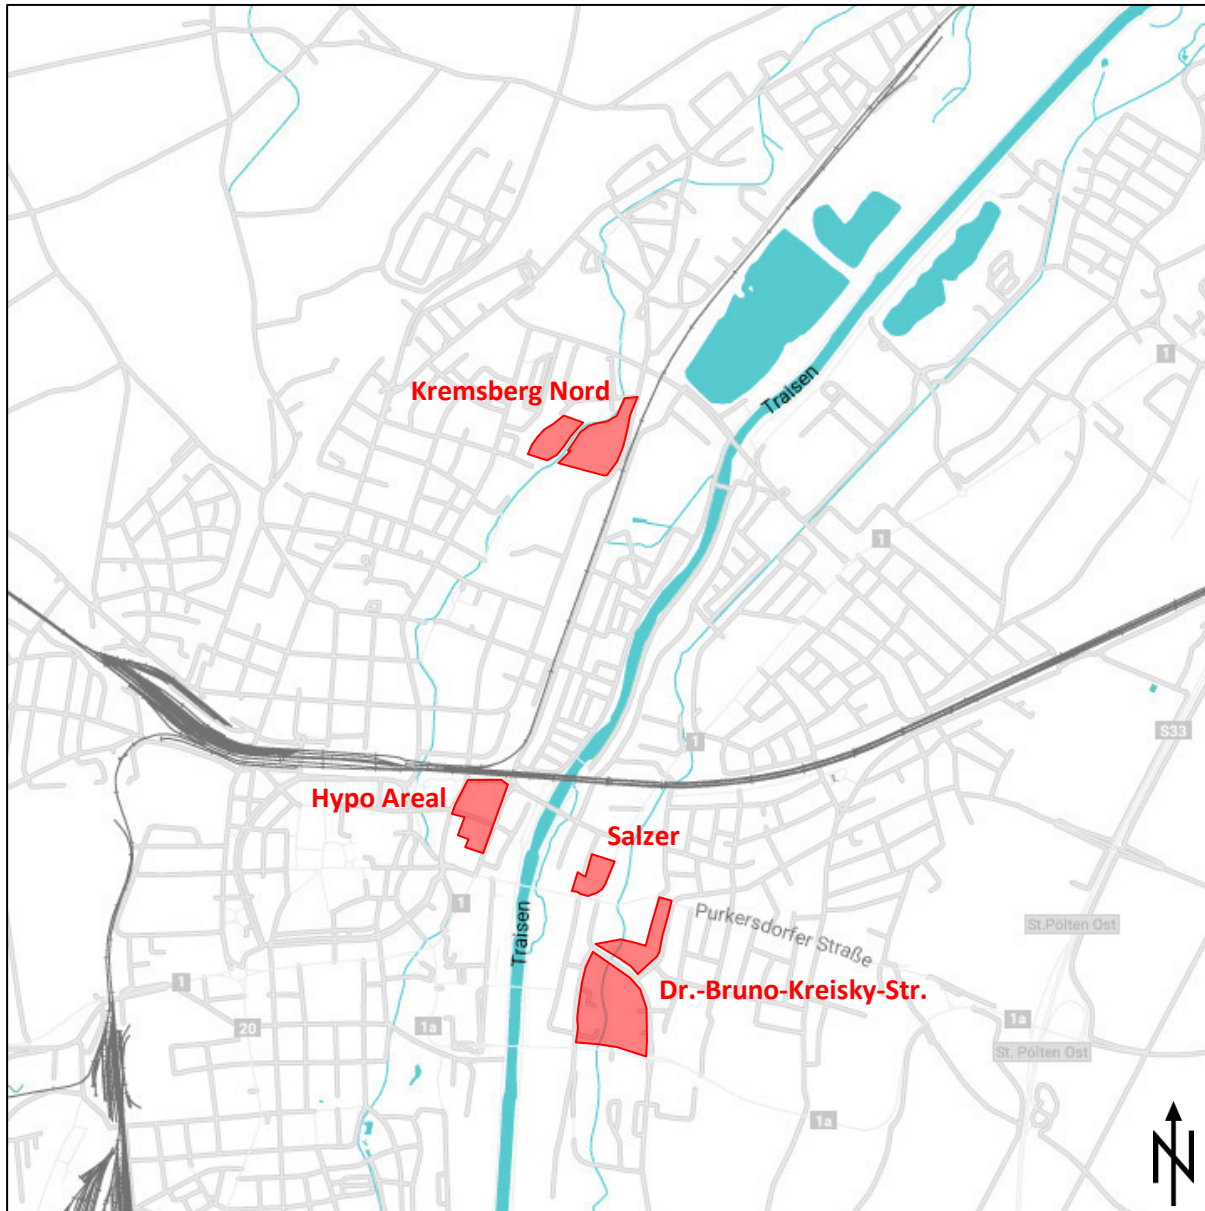 1
Traisen
Kremsberg Nord
1
S33
1
Hypo Areal
Salzer
1
Purkersdorfer Straße
St.Pölten Ost
Traisen
1
Dr.-Bruno-Kreisky-Str.
20
1a
1a
St. Pölten Ost
1a
N